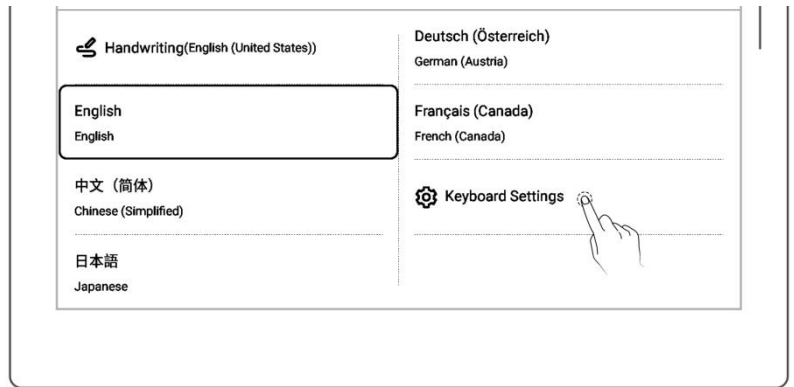 Handwriting(English (United States))
English
English
中文（简体）
Chinese (Simplified)
日本語
Japanese
Deutsch (Österreich)
German (Austria)
Français (Canada)
French (Canada)
Keyboard Settings